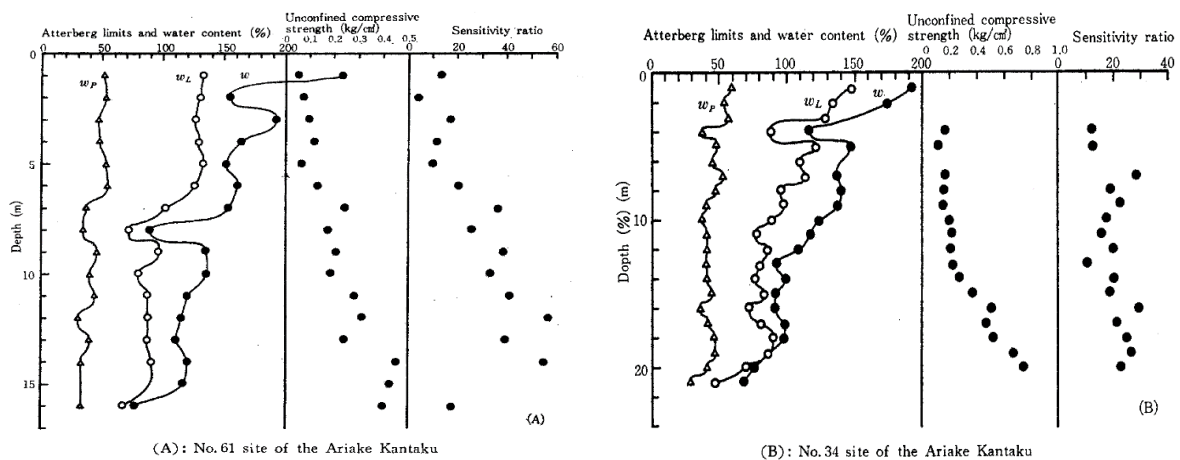 Unconfined compressive
Atterberg limits and water content (%) strength (kg/c㎡) Sensitivity ratio
0 50 100 150 200
0 0.1 0.2 0.3 0.4 0.5
0 20 40 60
wP wL w
Depth (m)
0
5
10
15
(A)
(A): No.61 site of the Ariake Kantaku
Unconfined compressive
Atterberg limits and water content (%) strength (kg/c㎡) Sensitivity ratio
0 50 100 150 200
0 0.2 0.4 0.6 0.8 1.0
0 20 40
wP wL w
Dopth (%) (m)
0
10
20
(B)
(B): No.34 site of the Ariake Kantaku